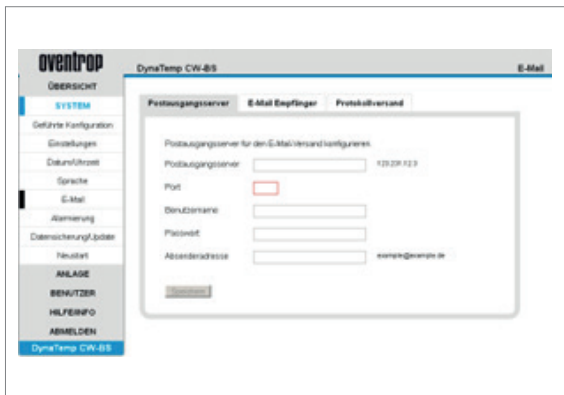 oventrop
DynaTemp CW-BS
E-Mail
ÜBERSICHT
SYSTEM
Geführte Konfiguration
Einstellungen
Datum/Uhrzeit
Sprache
E-Mail
Alarmierung
Datensicherung/Update
Neustart
ANLAGE
BENUTZER
HILFE/INFO
ABMELDEN
DynaTemp CW-BS
Postausgangsserver
E-Mail Empfänger
Protokollversand
Postausgangsserver für den E-Mail-Versand konfigurieren.
Postausgangsserver
Port
Benutzername
Passwort
Absenderadresse
example@example.de
Speichern